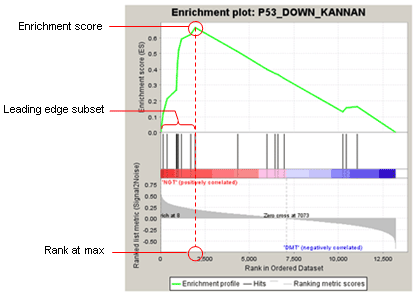 Enrichment plot: P53_DOWN_KANNAN
Enrichment score
Enrichment score (ES)
0.6
0.5
0.4
0.3
0.2
0.1
0.0
Leading edge subset
'NGT' (positively correlated)
Ranked list metric (Signal2Noise)
0.75
0.50
0.25
0.00
-0.25
-0.50
Zero cross at 7073
'DMT' (negatively correlated)
Rank at max
0
2,500
5,000
7,500
10,000
12,500
Rank in Ordered Dataset
Enrichment profile
Hits
Ranking metric scores